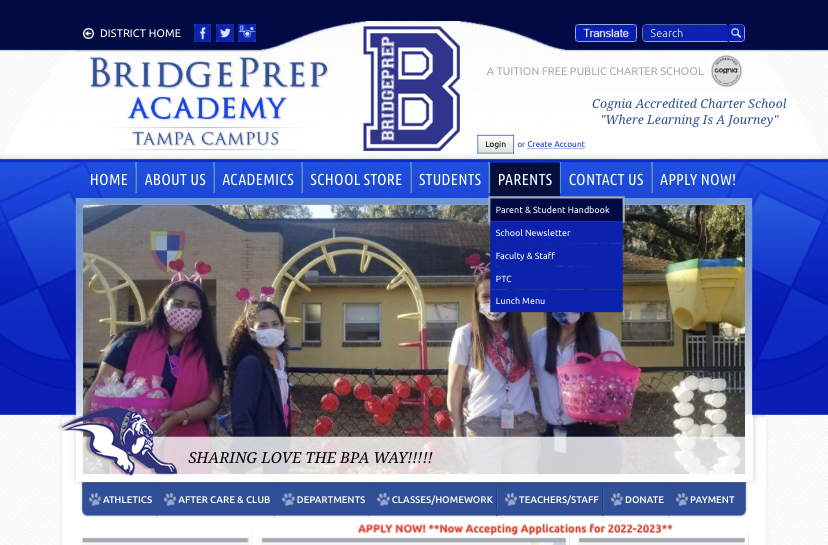 DISTRICT HOME
Translate
Search
BRIDGEPREP
ACADEMY
TAMPA CAMPUS
BRIDGEPREP
B
A TUITION FREE PUBLIC CHARTER SCHOOL
cognia
Cognia Accredited Charter School
"Where Learning Is A Journey"
Login or Create Account
HOME ABOUT US ACADEMICS SCHOOL STORE STUDENTS PARENTS CONTACT US APPLY NOW!
Parent & Student Handbook
School Newsletter
Faculty & Staff
PTC
Lunch Menu
SHARING LOVE THE BPA WAY!!!!!
ATHLETICS AFTER CARE & CLUB DEPARTMENTS CLASSES/HOMEWORK TEACHERS/STAFF DONATE PAYMENT
APPLY NOW! **Now Accepting Applications for 2022-2023**